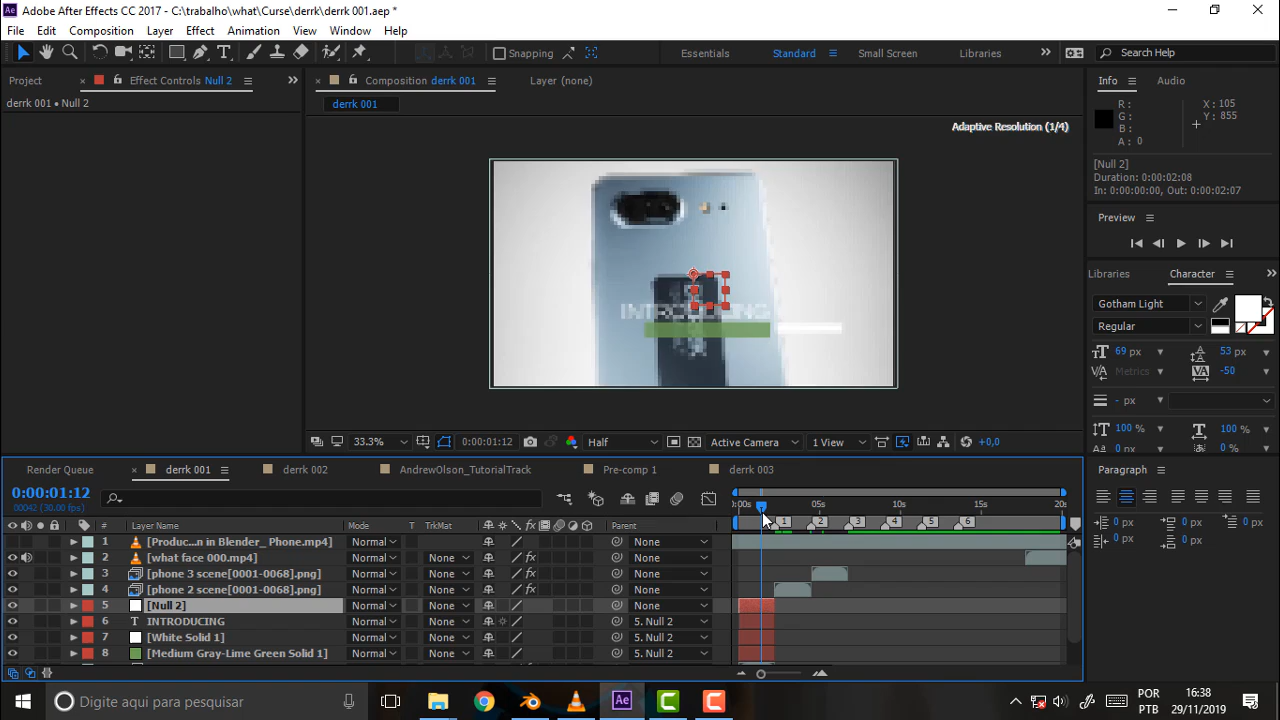 Adobe After Effects CC 2017 - C:\trabalho\what\Curse\derrk\derrk 001.aep *
File Edit Composition Layer Effect Animation View Window Help
Snapping
Essentials Standard Small Screen Libraries Search Help
Project Effect Controls Null 2
derrk 001 • Null 2
Composition derrk 001 Layer (none)
derrk 001
Adaptive Resolution (1/4)
INTRODUCING
33.3% 0:00:01:12 Half Active Camera 1 View +0,0
Info Audio
R: X: 105
G: Y: 855
B:
A: 0
[Null 2]
Duration: 0:00:02:08
In: 0:00:00:00, Out: 0:00:02:07
Preview
Libraries Character
Gotham Light
Regular
69 px 53 px
Metrics -50
- px
100 % 100 %
0 px 0 %
Paragraph
0 px 0 px 0 px
0 px 0 px
Render Queue derrk 001 derrk 002 AndrewOlson_TutorialTrack Pre-comp 1 derrk 003
0:00:01:12
00042 (30.00 fps)
:00s 05s 10s 15s 20s
1 2 3 4 5 6
# Layer Name Mode T TrkMat Parent
1 [Produc...n in Blender_ Phone.mp4] Normal None
2 [what face 000.mp4] Normal None None
3 [phone 3 scene[0001-0068].png] Normal None None
4 [phone 2 scene[0001-0068].png] Normal None None
5 [Null 2] Normal None None
6 T INTRODUCING Normal None 5. Null 2
7 [White Solid 1] Normal None 5. Null 2
8 [Medium Gray-Lime Green Solid 1] Normal None 5. Null 2
Digite aqui para pesquisar
POR
PTB2
16:38
29/11/2019